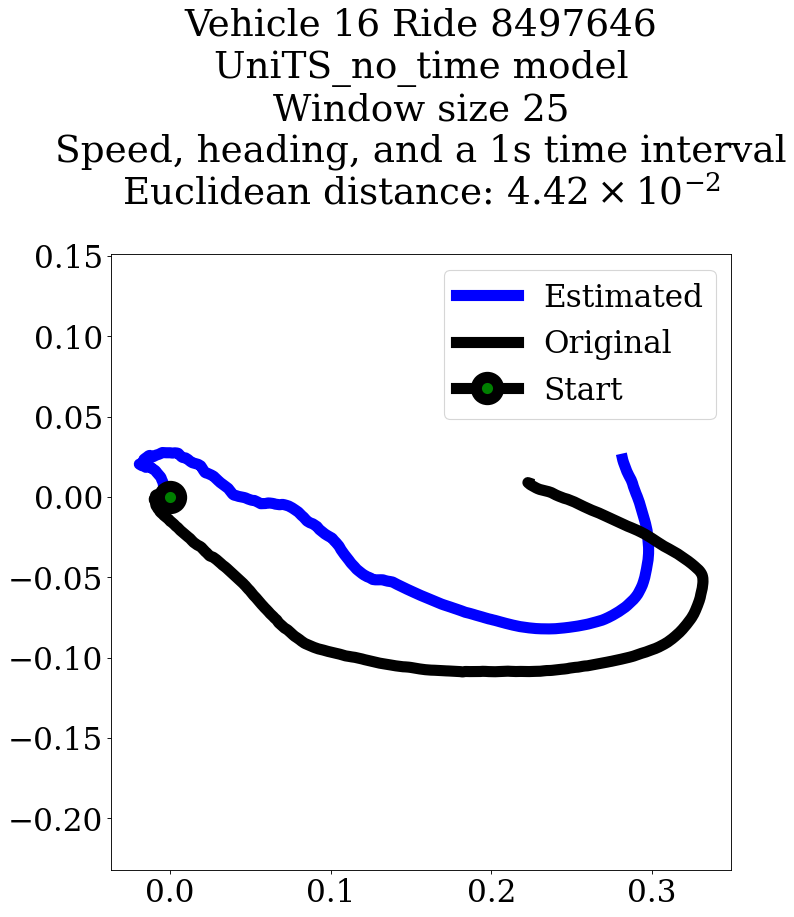 Vehicle 16 Ride 8497646
UniTS_no_time model
Window size 25
Speed, heading, and a 1s time interval
Euclidean distance: 4.42 × 10⁻²
Estimated
Original
Start
0.15
0.10
0.05
0.00
−0.05
−0.10
−0.15
−0.20
0.0 0.1 0.2 0.3